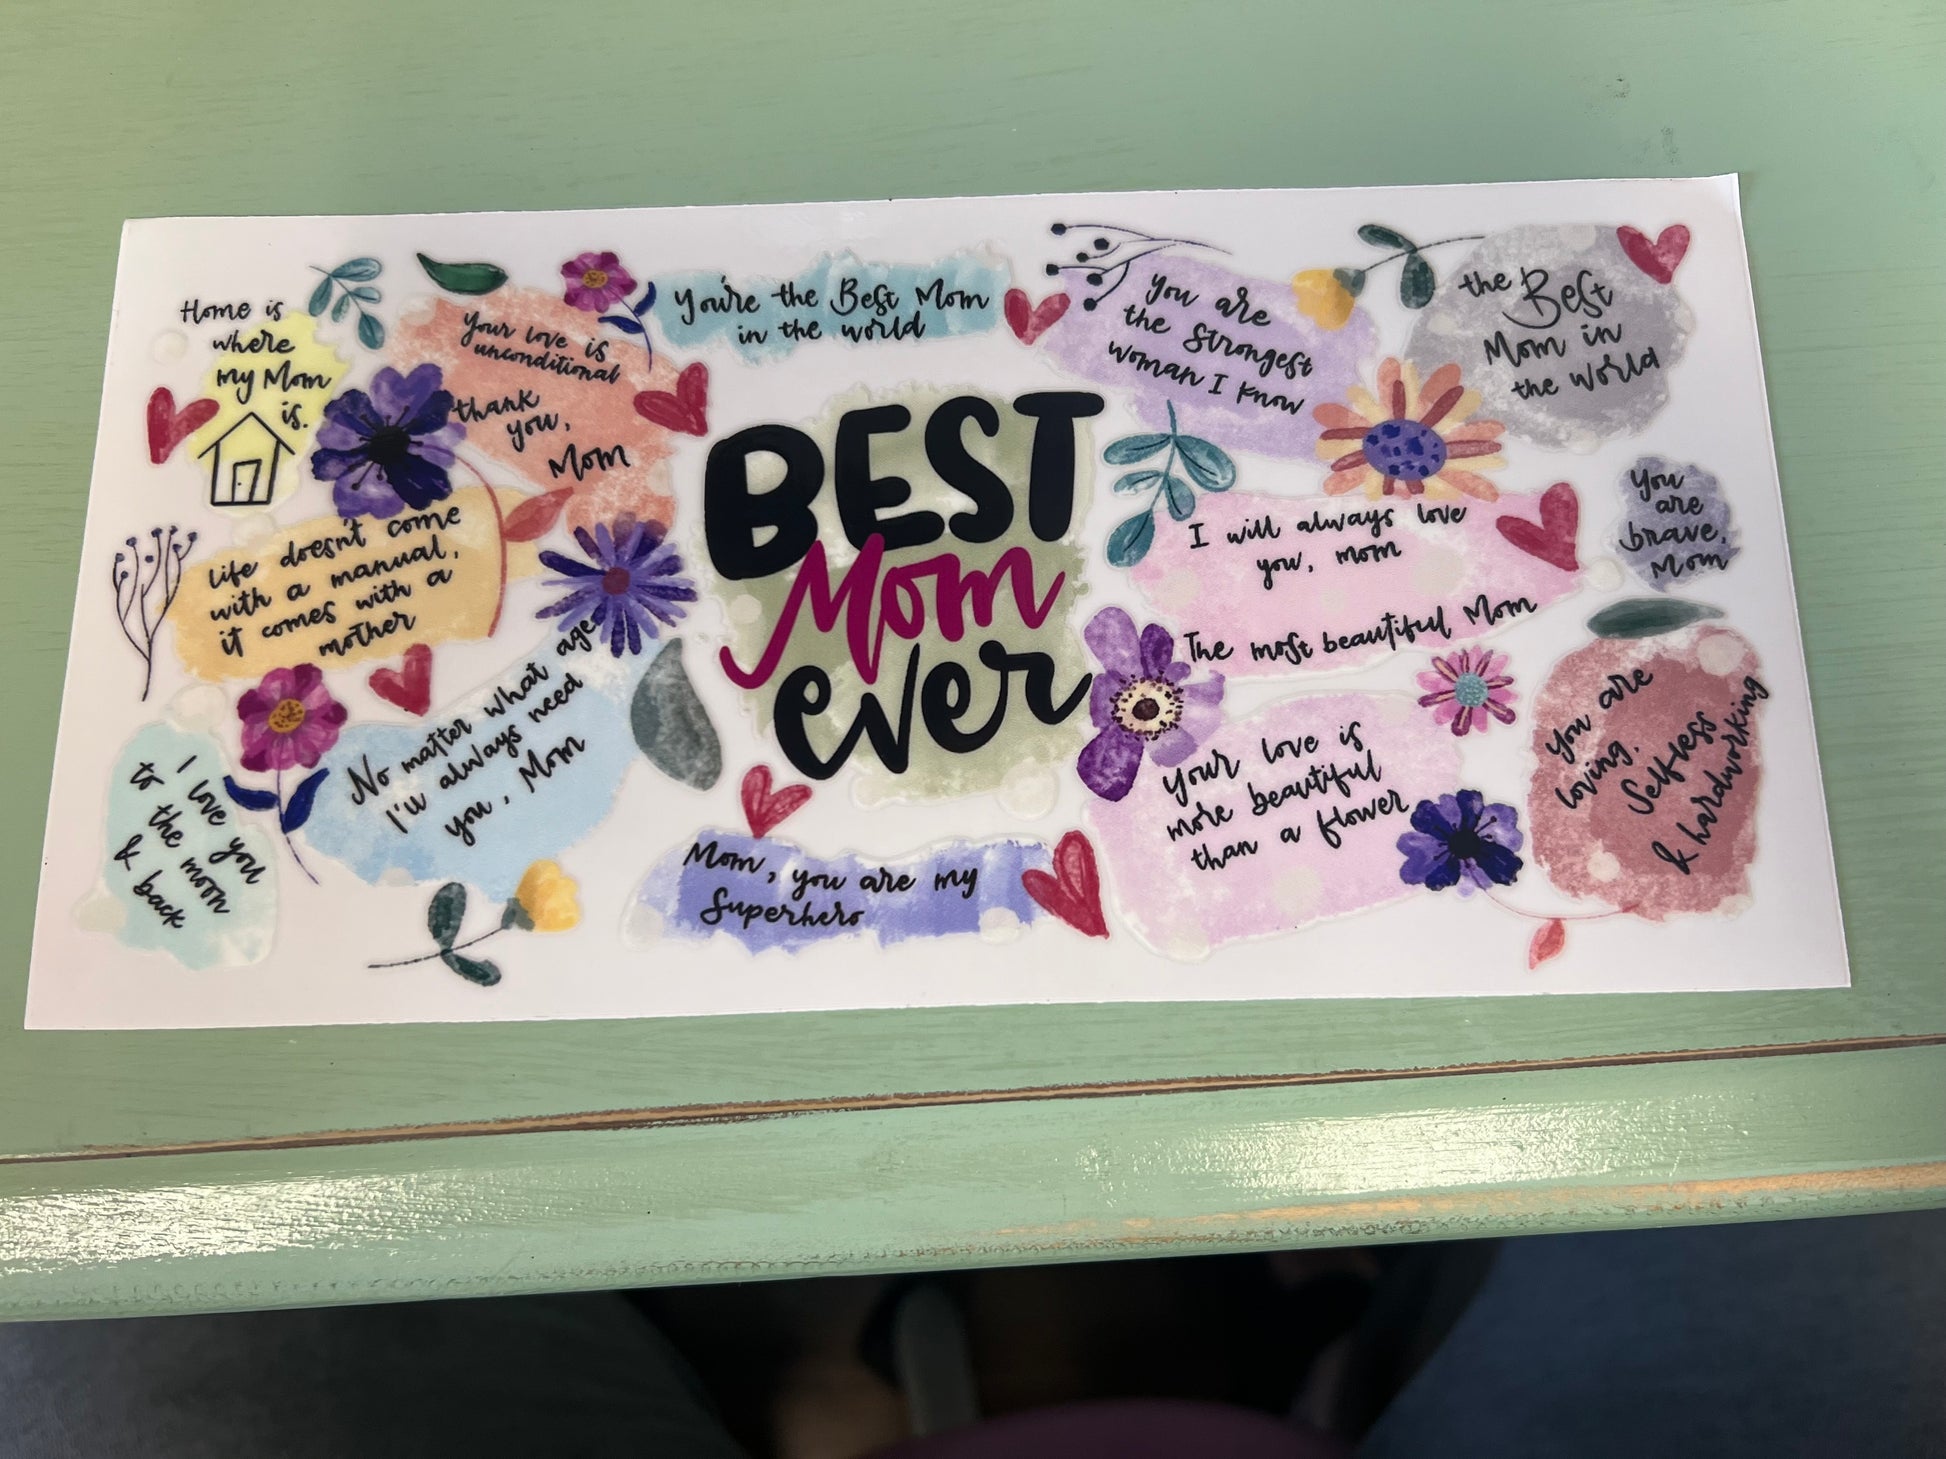 Home is
where
my Mom
is.
Your love is
unconditional
thank
you,
Mom
You're the Best Mom
in the world
You are
the Strongest
woman I know
the Best
Mom in
the world
life doesn't come
with a manual,
it comes with a
mother
BEST
Mom
ever
I will always love
you, mom
The most beautiful Mom
You
are
brave,
Mom
I love you
to the moon
& back
No matter what age
I'll always need
you, Mom
Mom, you are my
Superhero
Your love is
more beautiful
than a flower
You are
loving.
Selfless
& hardworking